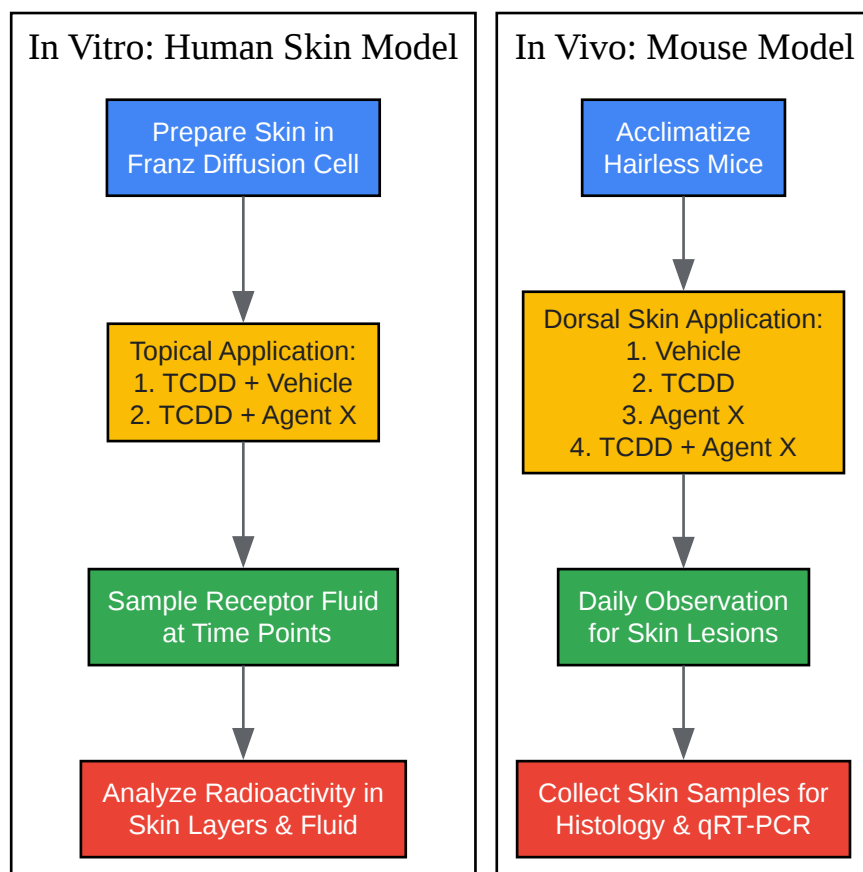 In Vitro: Human Skin Model
Prepare Skin in
Franz Diffusion Cell
Topical Application:
1. TCDD + Vehicle
2. TCDD + Agent X
Sample Receptor Fluid
at Time Points
Analyze Radioactivity in
Skin Layers & Fluid
In Vivo: Mouse Model
Acclimatize
Hairless Mice
Dorsal Skin Application:
1. Vehicle
2. TCDD
3. Agent X
4. TCDD + Agent X
Daily Observation
for Skin Lesions
Collect Skin Samples for
Histology & qRT-PCR